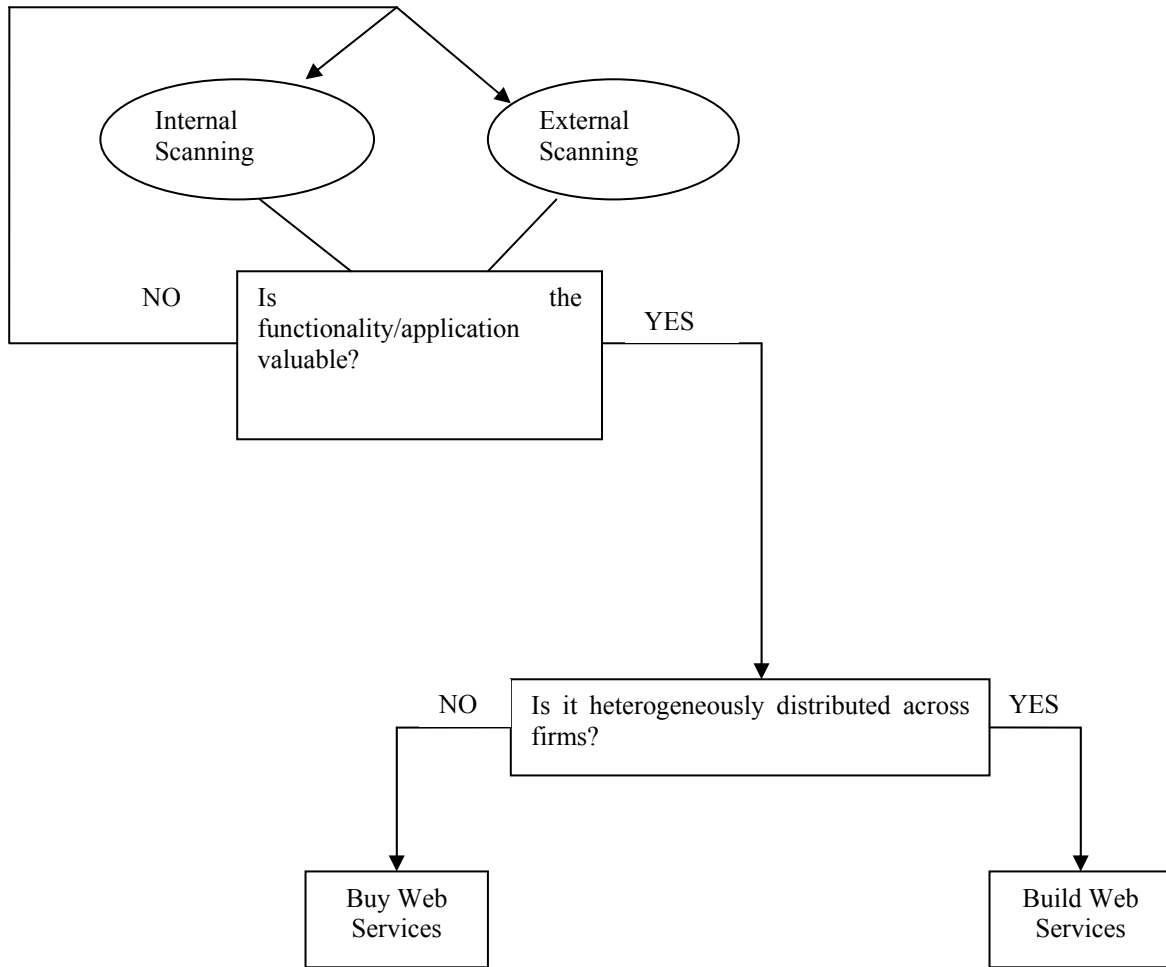 Internal
Scanning
External
Scanning
NO
Is the
functionality/application
valuable?
YES
NO
Is it heterogeneously distributed across
firms?
YES
Buy Web
Services
Build Web
Services